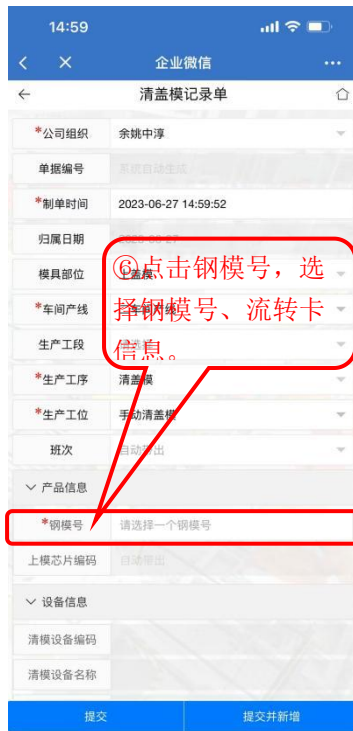 14:59
企业微信
清盖模记录单
*公司组织 余姚中淳
单据编号 系统自动生成
*制单时间 2023-06-27 14:59:52
归属日期
模具部位
*车间产线
生产工段
⑥点击钢模号，选
择钢模号、流转卡
信息。
*生产工序 清盖模
*生产工位 手动清盖模
班次 自动带出
产品信息
*钢模号 请选择一个钢模号
上模芯片编码 自动带出
设备信息
清模设备编码
清模设备名称
提交 提交并新增